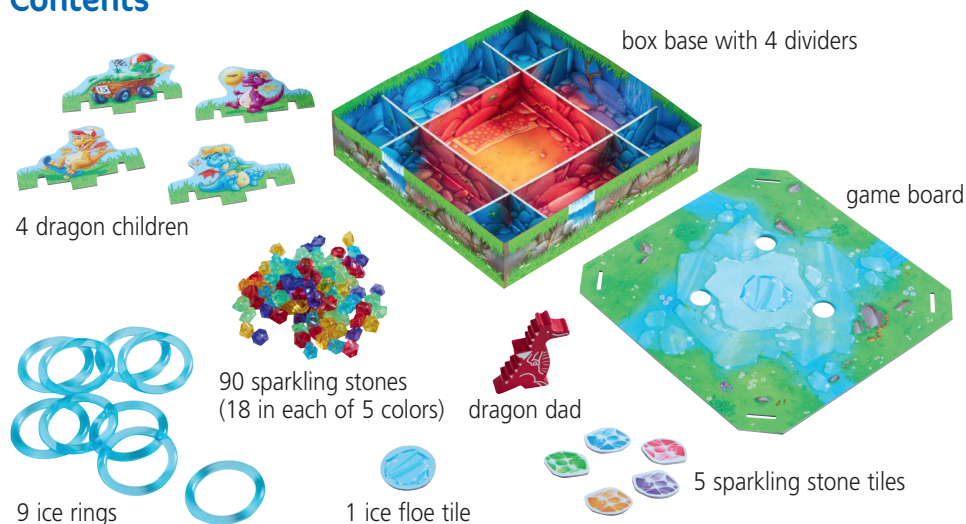 Contents
box base with 4 dividers
game board
4 dragon children
90 sparkling stones
(18 in each of 5 colors)
dragon dad
5 sparkling stone tiles
9 ice rings
1 ice floe tile
13